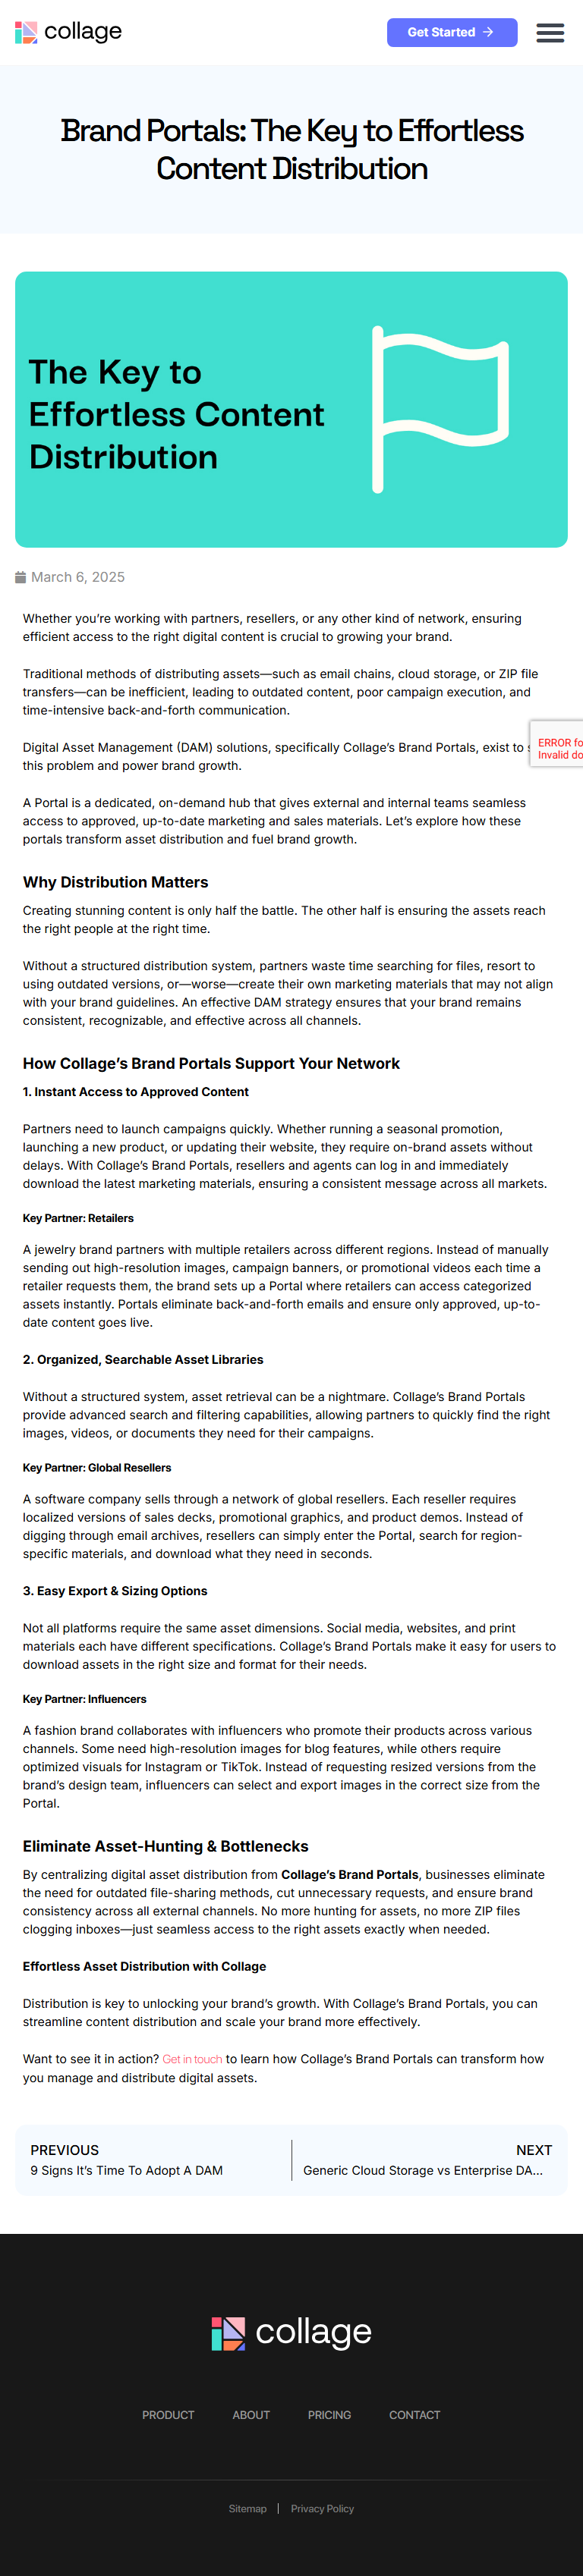 collage
Get Started →
Brand Portals: The Key to Effortless
Content Distribution
The Key to
Effortless Content
Distribution
March 6, 2025
Whether you’re working with partners, resellers, or any other kind of network, ensuring
efficient access to the right digital content is crucial to growing your brand.
Traditional methods of distributing assets—such as email chains, cloud storage, or ZIP file
transfers—can be inefficient, leading to outdated content, poor campaign execution, and
time-intensive back-and-forth communication.
ERROR fo
Invalid do
Digital Asset Management (DAM) solutions, specifically Collage’s Brand Portals, exist to s
this problem and power brand growth.
A Portal is a dedicated, on-demand hub that gives external and internal teams seamless
access to approved, up-to-date marketing and sales materials. Let’s explore how these
portals transform asset distribution and fuel brand growth.
Why Distribution Matters
Creating stunning content is only half the battle. The other half is ensuring the assets reach
the right people at the right time.
Without a structured distribution system, partners waste time searching for files, resort to
using outdated versions, or—worse—create their own marketing materials that may not align
with your brand guidelines. An effective DAM strategy ensures that your brand remains
consistent, recognizable, and effective across all channels.
How Collage’s Brand Portals Support Your Network
1. Instant Access to Approved Content
Partners need to launch campaigns quickly. Whether running a seasonal promotion,
launching a new product, or updating their website, they require on-brand assets without
delays. With Collage’s Brand Portals, resellers and agents can log in and immediately
download the latest marketing materials, ensuring a consistent message across all markets.
Key Partner: Retailers
A jewelry brand partners with multiple retailers across different regions. Instead of manually
sending out high-resolution images, campaign banners, or promotional videos each time a
retailer requests them, the brand sets up a Portal where retailers can access categorized
assets instantly. Portals eliminate back-and-forth emails and ensure only approved, up-to-
date content goes live.
2. Organized, Searchable Asset Libraries
Without a structured system, asset retrieval can be a nightmare. Collage’s Brand Portals
provide advanced search and filtering capabilities, allowing partners to quickly find the right
images, videos, or documents they need for their campaigns.
Key Partner: Global Resellers
A software company sells through a network of global resellers. Each reseller requires
localized versions of sales decks, promotional graphics, and product demos. Instead of
digging through email archives, resellers can simply enter the Portal, search for region-
specific materials, and download what they need in seconds.
3. Easy Export & Sizing Options
Not all platforms require the same asset dimensions. Social media, websites, and print
materials each have different specifications. Collage’s Brand Portals make it easy for users to
download assets in the right size and format for their needs.
Key Partner: Influencers
A fashion brand collaborates with influencers who promote their products across various
channels. Some need high-resolution images for blog features, while others require
optimized visuals for Instagram or TikTok. Instead of requesting resized versions from the
brand’s design team, influencers can select and export images in the correct size from the
Portal.
Eliminate Asset-Hunting & Bottlenecks
By centralizing digital asset distribution from Collage’s Brand Portals, businesses eliminate
the need for outdated file-sharing methods, cut unnecessary requests, and ensure brand
consistency across all external channels. No more hunting for assets, no more ZIP files
clogging inboxes—just seamless access to the right assets exactly when needed.
Effortless Asset Distribution with Collage
Distribution is key to unlocking your brand’s growth. With Collage’s Brand Portals, you can
streamline content distribution and scale your brand more effectively.
Want to see it in action? Get in touch to learn how Collage’s Brand Portals can transform how
you manage and distribute digital assets.
PREVIOUS
9 Signs It’s Time To Adopt A DAM
NEXT
Generic Cloud Storage vs Enterprise DA...
collage
PRODUCT ABOUT PRICING CONTACT
Sitemap | Privacy Policy